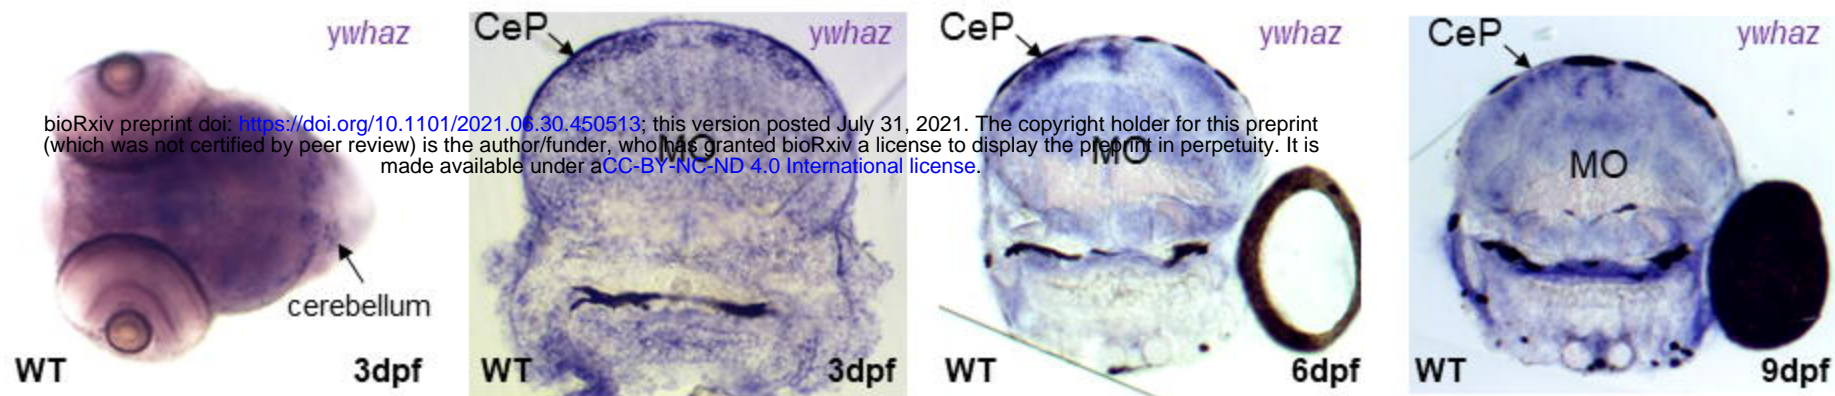 ywhaz
CeP
ywhaz
CeP
ywhaz
CeP
ywhaz
bioRxiv preprint doi: https://doi.org/10.1101/2021.06.30.450513; this version posted July 31, 2021. The copyright holder for this preprint
(which was not certified by peer review) is the author/funder, who has granted bioRxiv a license to display the preprint in perpetuity. It is
made available under aCC-BY-NC-ND 4.0 International license.
MO
MO
MO
cerebellum
WT
3dpf
WT
3dpf
WT
6dpf
WT
9dpf